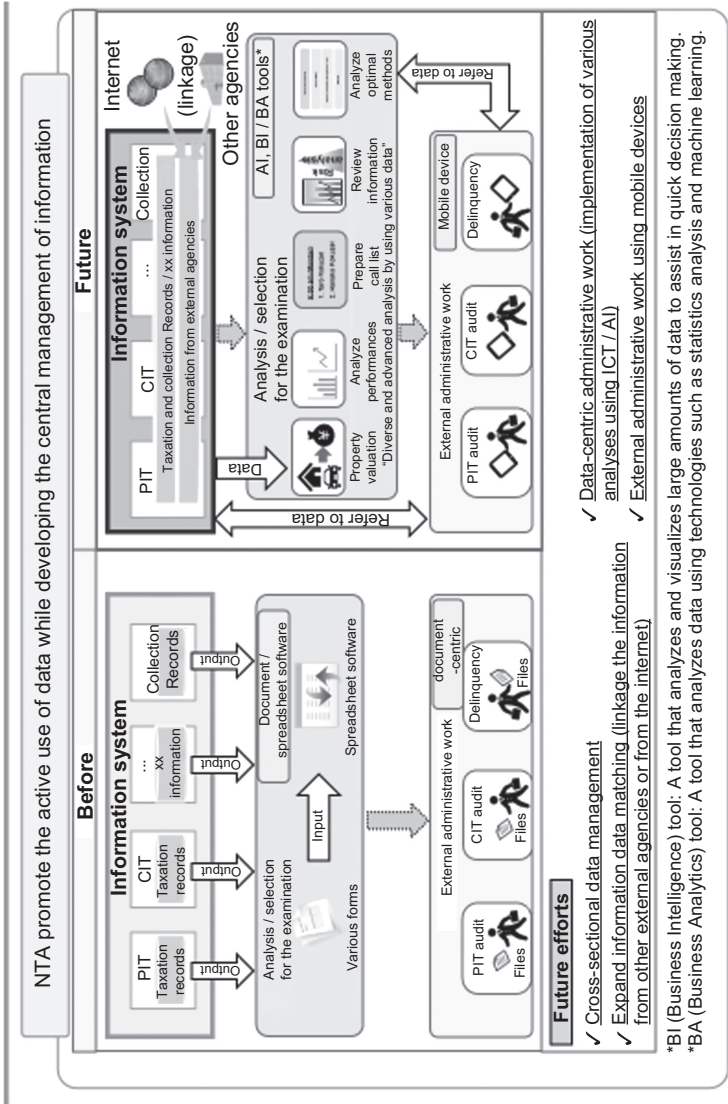 NTA promote the active use of data while developing the central management of information
Before
Information system
PIT
Taxation
records
CIT
Taxation
records
...
xx
information
Collection
Records
Output
Output
Output
Output
Analysis / selection
for the examination
Document /
spreadsheet software
Various forms
Input
Spreadsheet software
External administrative work
document
-centric
PIT audit
Files
CIT audit
Files
Delinquency
Files
Future
Information system
PIT
CIT
...
Collection
Taxation and collection Records / xx information
Information from external agencies
Internet
(linkage)
Other agencies
Data
Refer to data
Analysis / selection
for the examination
AI, BI / BA tools*
Property
valuation
Analyze
performances
Prepare
call list
Risk
analysis
Review
information
Analyze
optimal
methods
"Diverse and advanced analysis by using various data"
Refer to data
External administrative work
Mobile device
PIT audit
CIT audit
Delinquency
Future efforts
✓ Cross-sectional data management
✓ Expand information data matching (linkage the information
from other external agencies or from the internet)
✓ Data-centric administrative work (implementation of various
analyses using ICT / AI)
✓ External administrative work using mobile devices
*BI (Business Intelligence) tool: A tool that analyzes and visualizes large amounts of data to assist in quick decision making.
*BA (Business Analytics) tool: A tool that analyzes data using technologies such as statistics analysis and machine learning.